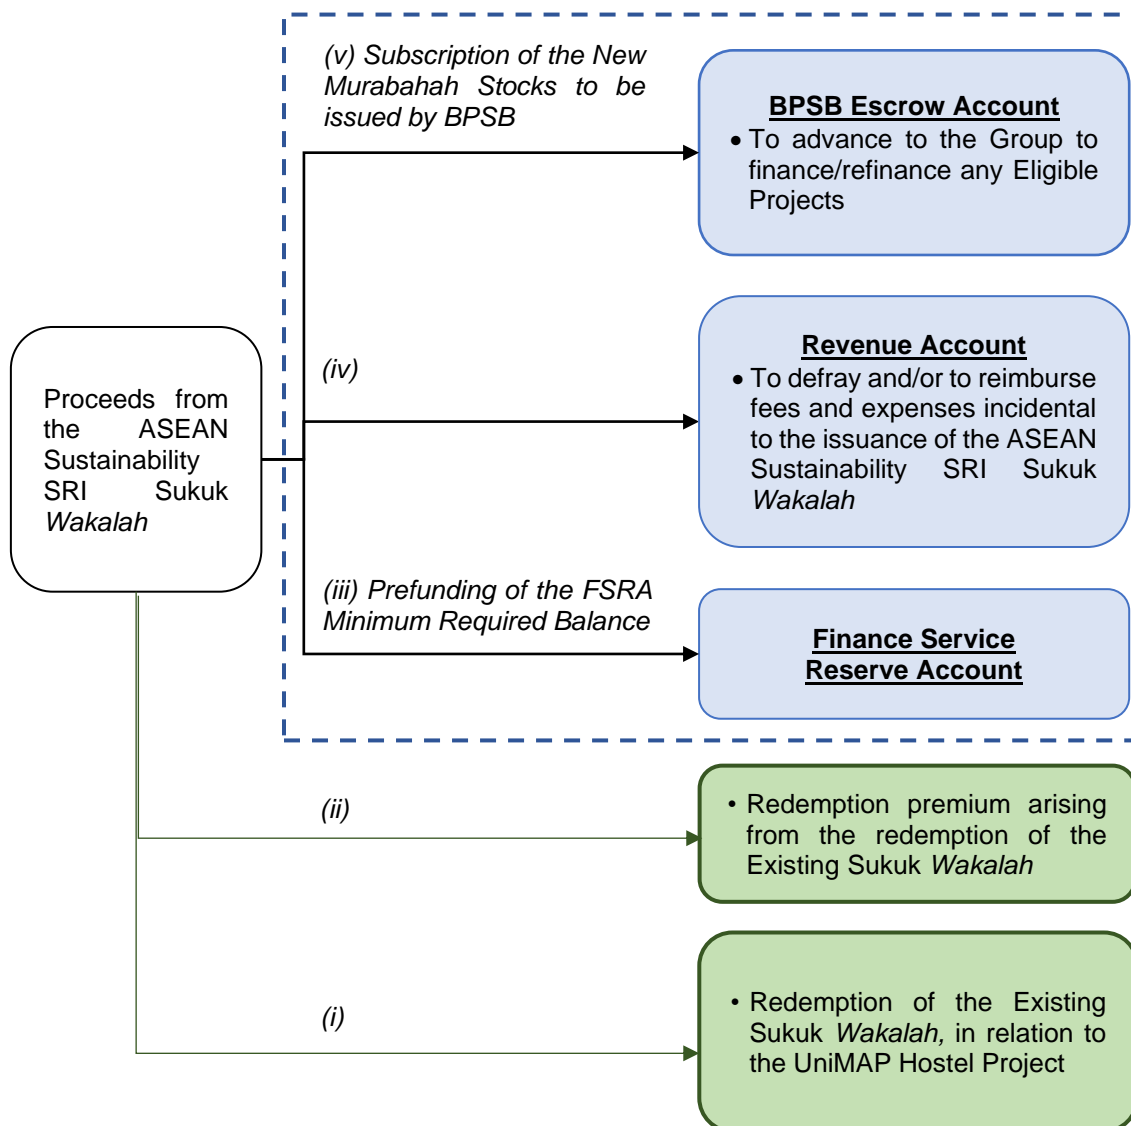 (v) Subscription of the New
Murabahah Stocks to be
issued by BPSB
BPSB Escrow Account
• To advance to the Group to
finance/refinance any Eligible
Projects
Proceeds from
the ASEAN
Sustainability
SRI Sukuk
Wakalah
(iv)
Revenue Account
• To defray and/or to reimburse
fees and expenses incidental
to the issuance of the ASEAN
Sustainability SRI Sukuk
Wakalah
(iii) Prefunding of the FSRA
Minimum Required Balance
Finance Service
Reserve Account
(ii)
• Redemption premium arising
from the redemption of the
Existing Sukuk Wakalah
(i)
• Redemption of the Existing
Sukuk Wakalah, in relation to
the UniMAP Hostel Project